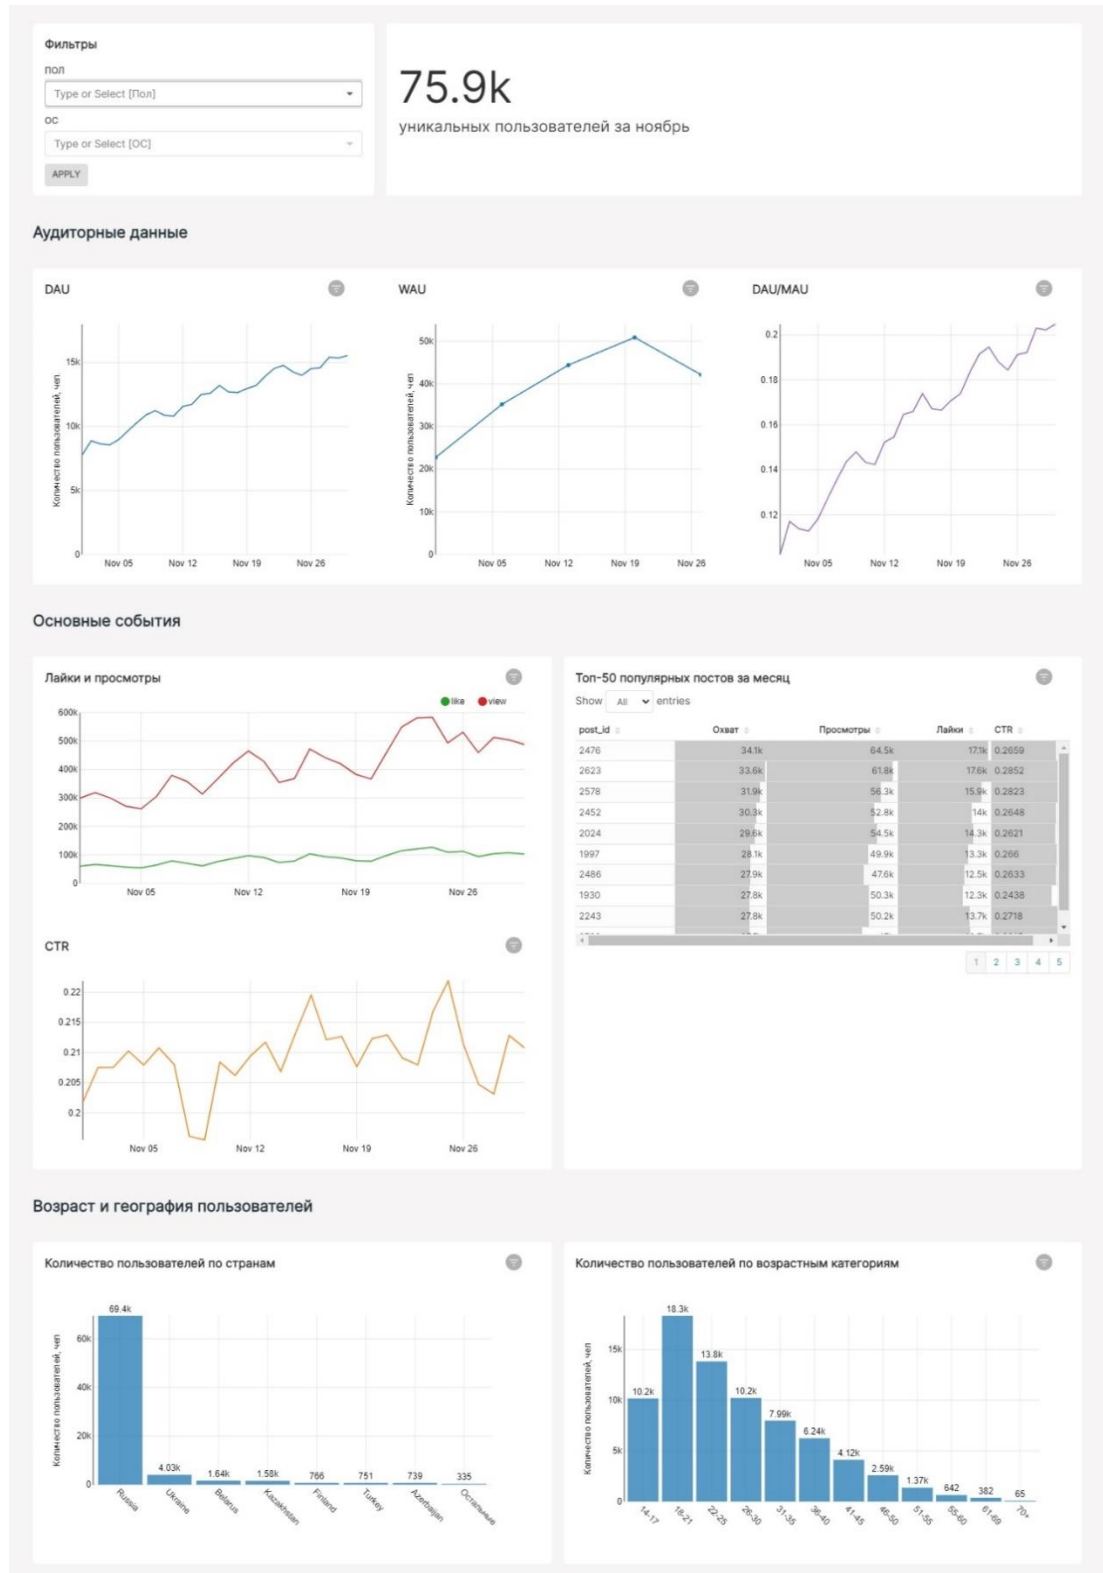 Фильтры
пол
Type or Select [Пол]
ос
Type or Select [ОС]
APPLY
75.9k
уникальных пользователей за ноябрь
Аудиторные данные
DAU
Количество пользователей, чел.
15k
10k
5k
0
Nov 05 Nov 12 Nov 19 Nov 26
WAU
Количество пользователей, чел
50k
40k
30k
20k
10k
0
Nov 05 Nov 12 Nov 19 Nov 26
DAU/MAU
0.2
0.18
0.16
0.14
0.12
Nov 05 Nov 12 Nov 19 Nov 26
Основные события
Лайки и просмотры
like view
600k
500k
400k
300k
200k
100k
0
Nov 05 Nov 12 Nov 19 Nov 26
CTR
0.22
0.215
0.21
0.205
0.2
Nov 05 Nov 12 Nov 19 Nov 26
Топ-50 популярных постов за месяц
Show All entries
post_id Охват Просмотры Лайки CTR
2476 34.1k 64.5k 17.1k 0.2659
2623 33.6k 61.8k 17.6k 0.2852
2578 31.9k 56.3k 15.9k 0.2823
2452 30.3k 52.8k 14k 0.2648
2024 29.6k 54.5k 14.3k 0.2621
1997 28.1k 49.9k 13.3k 0.266
2486 27.9k 47.6k 12.5k 0.2633
1930 27.8k 50.3k 12.3k 0.2438
2243 27.8k 50.2k 13.7k 0.2718
1 2 3 4 5
Возраст и география пользователей
Количество пользователей по странам
Количество пользователей, чел
60k
40k
20k
0
69.4k 4.03k 1.64k 1.58k 766 751 739 335
Russia Ukraine Belarus Kazakhstan Finland Turkey Azerbaijan Остальные
Количество пользователей по возрастным категориям
Количество пользователей, чел
15k
10k
5k
0
10.2k 18.3k 13.8k 10.2k 7.99k 6.24k 4.12k 2.59k 1.37k 642 382 65
14-17 18-21 22-25 26-30 31-35 36-40 41-45 46-50 51-55 55-60 61-69 70+